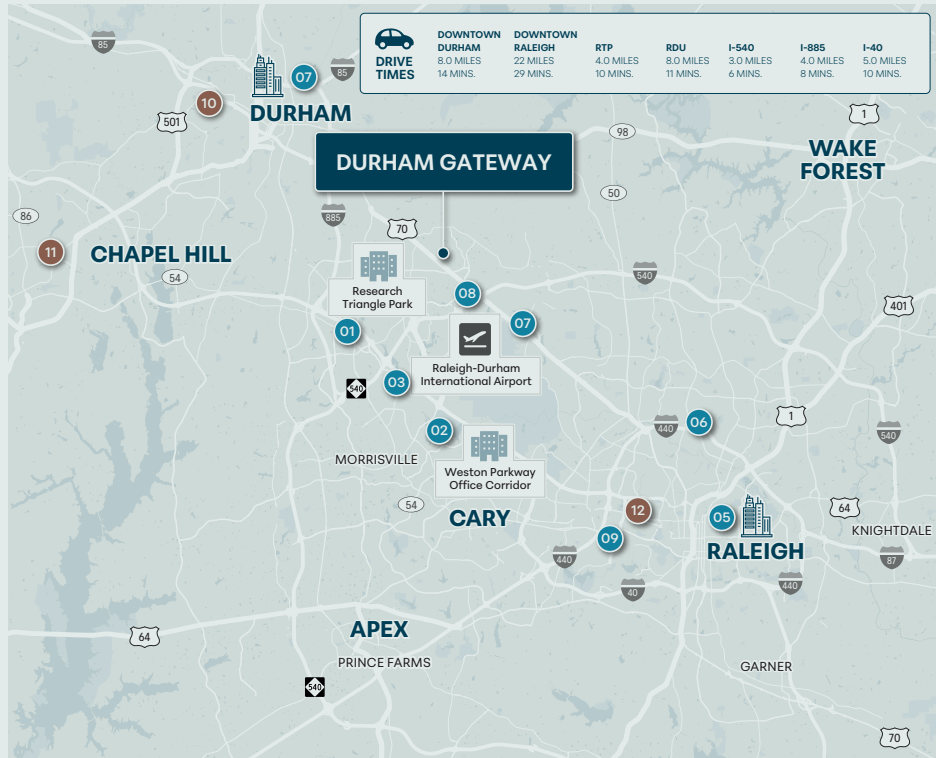 DRIVE
TIMES
DOWNTOWN
DURHAM
8.0 MILES
14 MINS.
DOWNTOWN
RALEIGH
22 MILES
29 MINS.
RTP
4.0 MILES
10 MINS.
RDU
8.0 MILES
11 MINS.
I-540
3.0 MILES
6 MINS.
I-885
4.0 MILES
8 MINS.
I-40
5.0 MILES
10 MINS.
85
07
85
10
501
DURHAM
1
98
WAKE
FOREST
DURHAM GATEWAY
50
86
885
70
11
CHAPEL HILL
54
540
Research
Triangle Park
08
401
01
07
Raleigh-Durham
International Airport
03
540
1
02
440
06
540
MORRISVILLE
Weston Parkway
Office Corridor
54
CARY
12
05
64
KNIGHTDALE
09
RALEIGH
440
87
40
440
64
APEX
PRINCE FARMS
GARNER
540
70